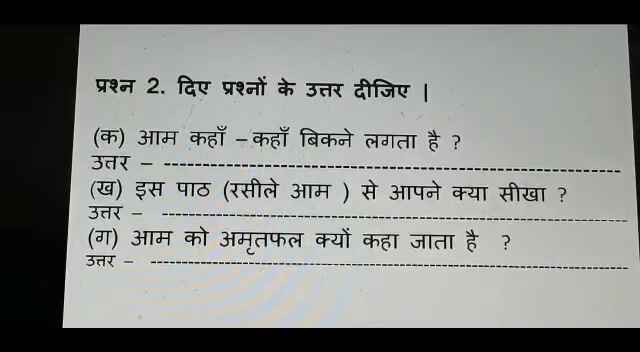 प्रश्न 2. दिए प्रश्नों के उत्तर दीजिए |
(क) आम कहाँ – कहाँ बिकने लगता है ?
उत्तर – ------------------------------------------------------------
(ख) इस पाठ (रसीले आम ) से आपने क्या सीखा ?
उत्तर – ------------------------------------------------------------
(ग) आम को अमृतफल क्यों कहा जाता है ?
उत्तर – ------------------------------------------------------------